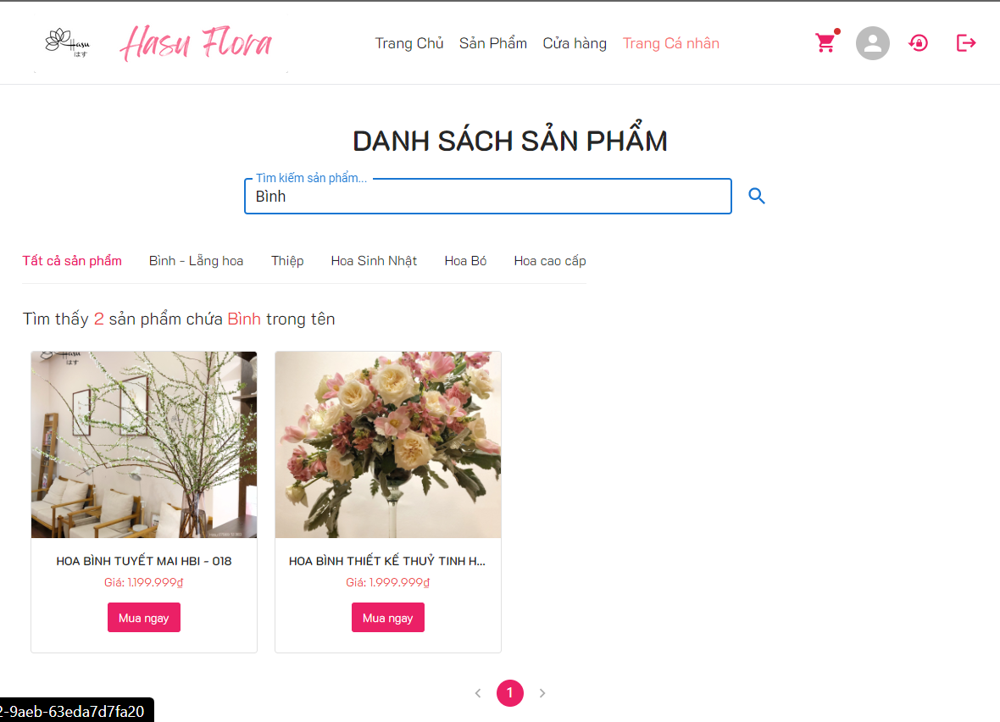 Hasu
はす
Hasu Flora
Trang Chủ Sản Phẩm Cửa hàng Trang Cá nhân
DANH SÁCH SẢN PHẨM
Tìm kiếm sản phẩm...
Bình
Tất cả sản phẩm Bình - Lẵng hoa Thiệp Hoa Sinh Nhật Hoa Bó Hoa cao cấp
Tìm thấy 2 sản phẩm chứa Bình trong tên
Hasu
はす
HOA BÌNH TUYẾT MAI HBI - 018
Giá: 1.199.999₫
Mua ngay
HOA BÌNH THIẾT KẾ THUỶ TINH H...
Giá: 1.999.999₫
Mua ngay
1
2-9aeb-63eda7d7fa20